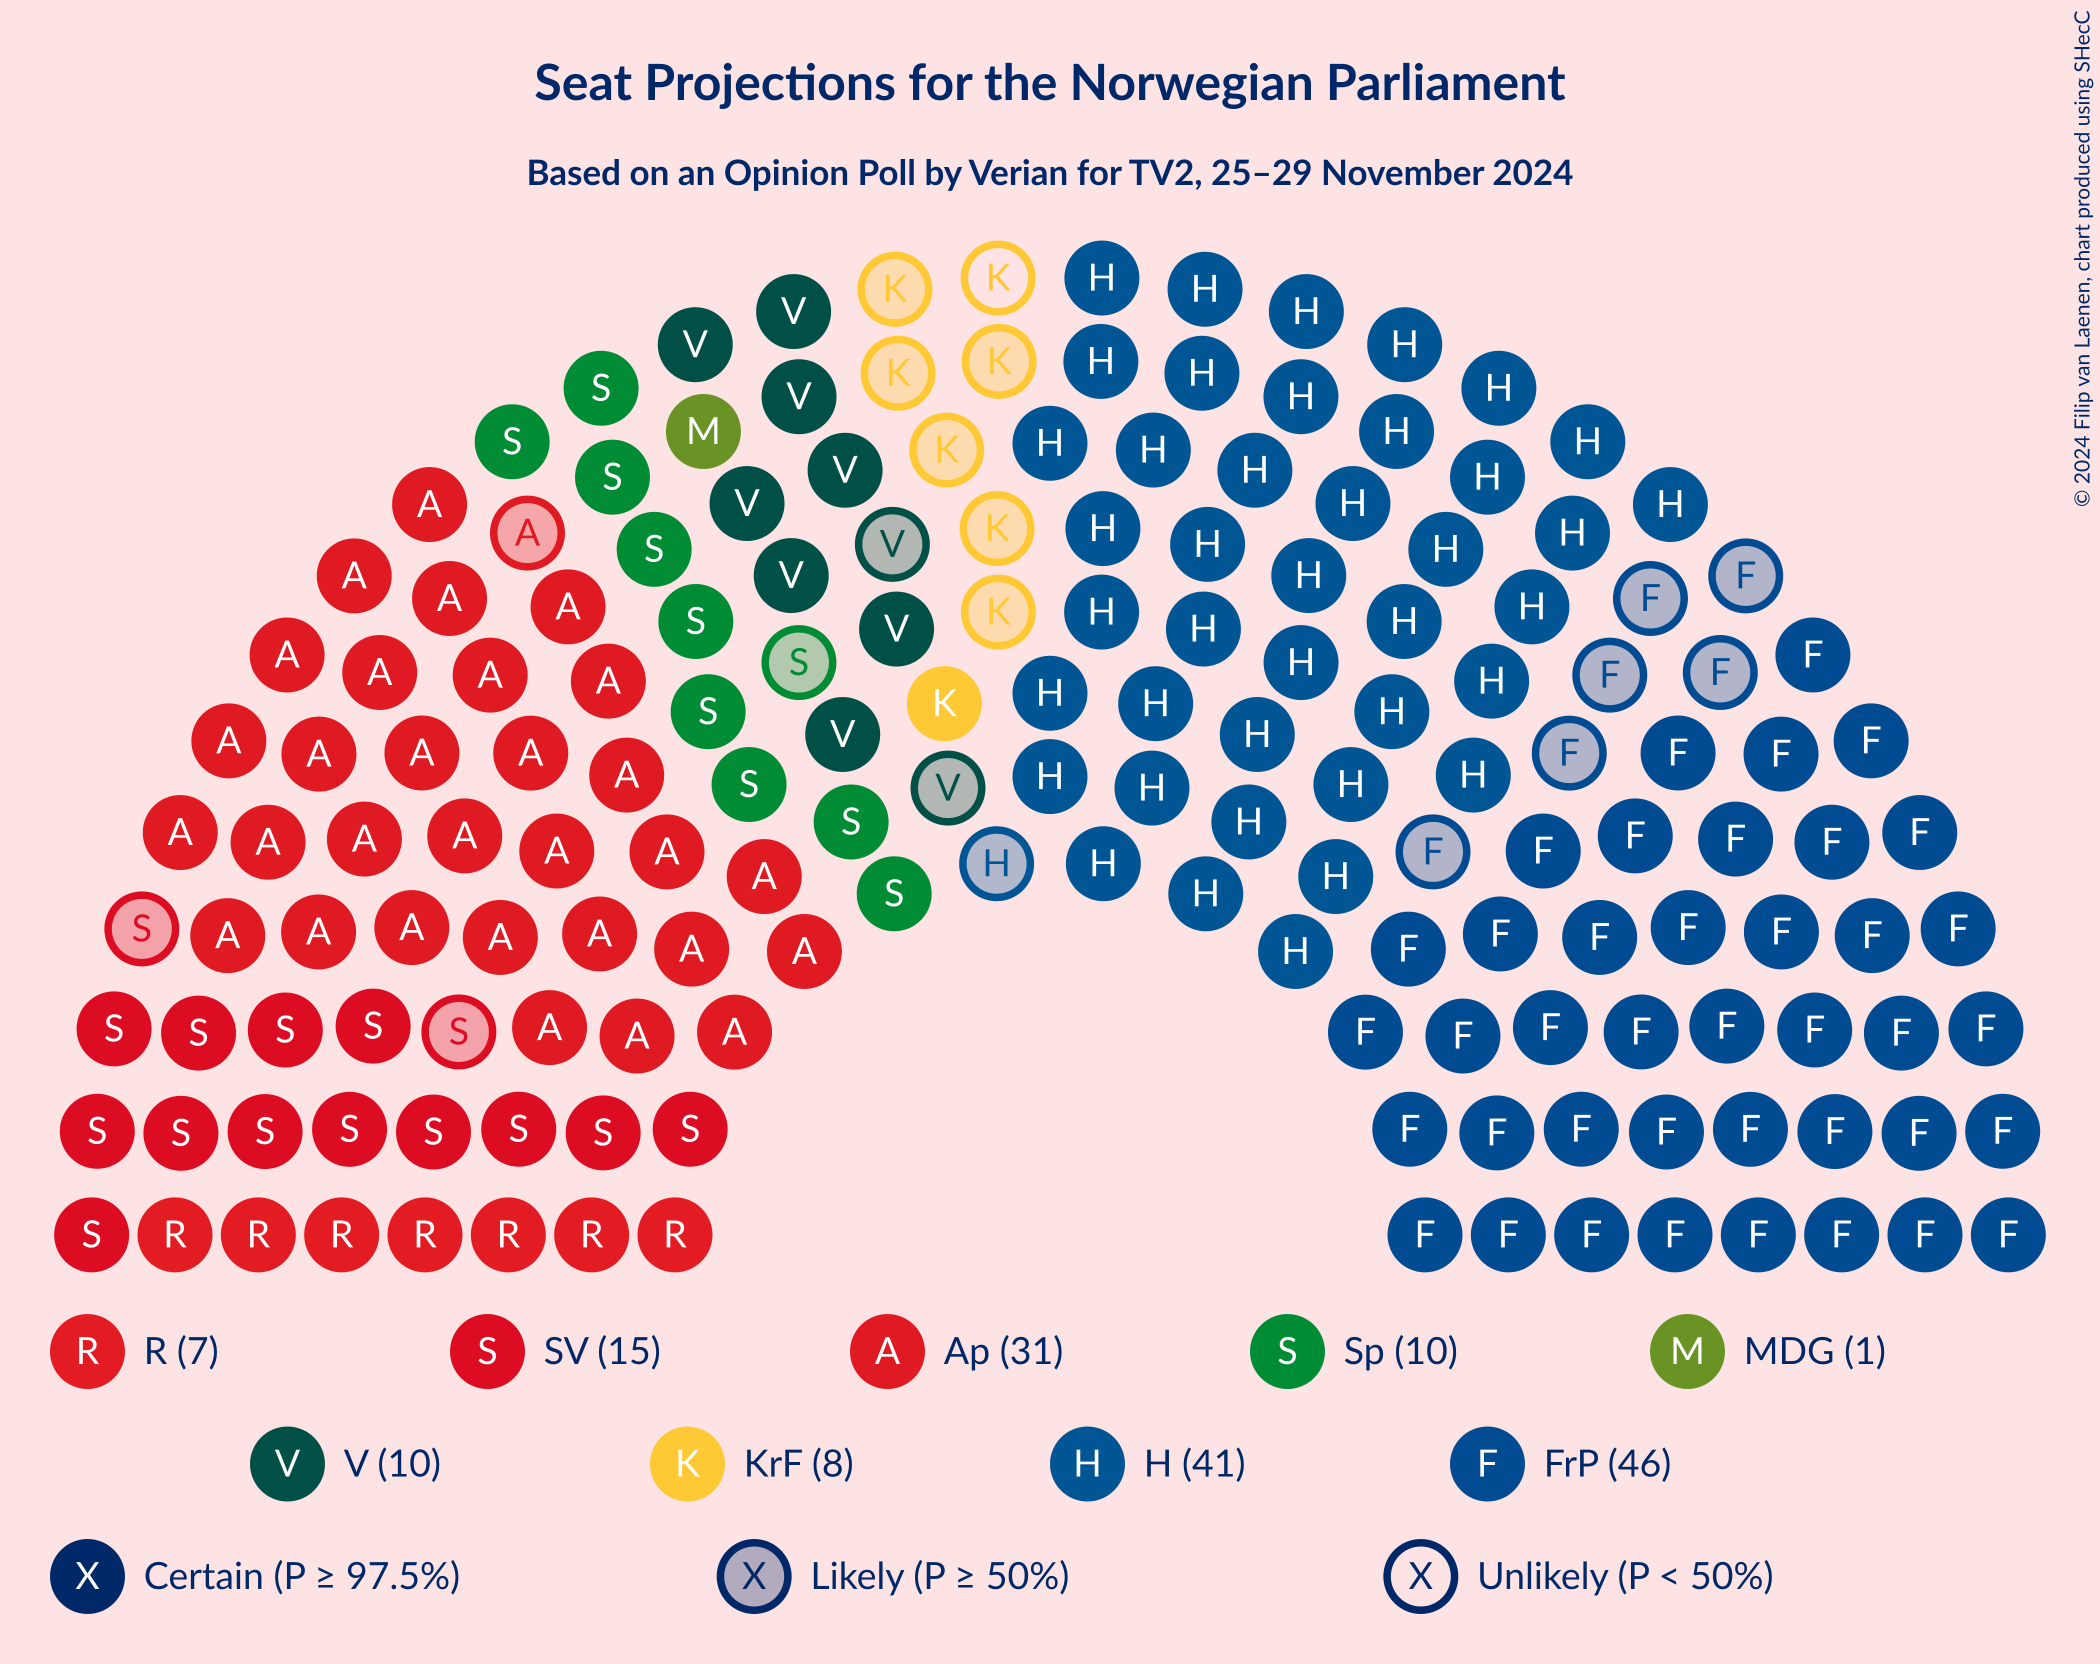 Seat Projections for the Norwegian Parliament
Based on an Opinion Poll by Verian for TV2, 25–29 November 2024
© 2024 Filip van Laenen, chart produced using SHecC
K H
V K H H
V V K K H H H
S V K H H H
S M V V K H H H H
A S V V K H H H H H
A A S V K H H H H H H
A A A S V K H H H H F F
A A A S S V K H H H H F F F
A A A A S V H H H H H F F F
A A A A A S V H H H H F F F F
A A A A A A S H H H H F F F F F F
S A A A A A A A S H F F F F F F F
S S S S S A A A F F F F F F F F
S S S S S S S S F F F F F F F F
S R R R R R R R F F F F F F F F
R R (7) S SV (15) A Ap (31) S Sp (10) M MDG (1)
V V (10) K KrF (8) H H (41) F FrP (46)
X Certain (P ≥ 97.5%) X Likely (P ≥ 50%) X Unlikely (P < 50%)